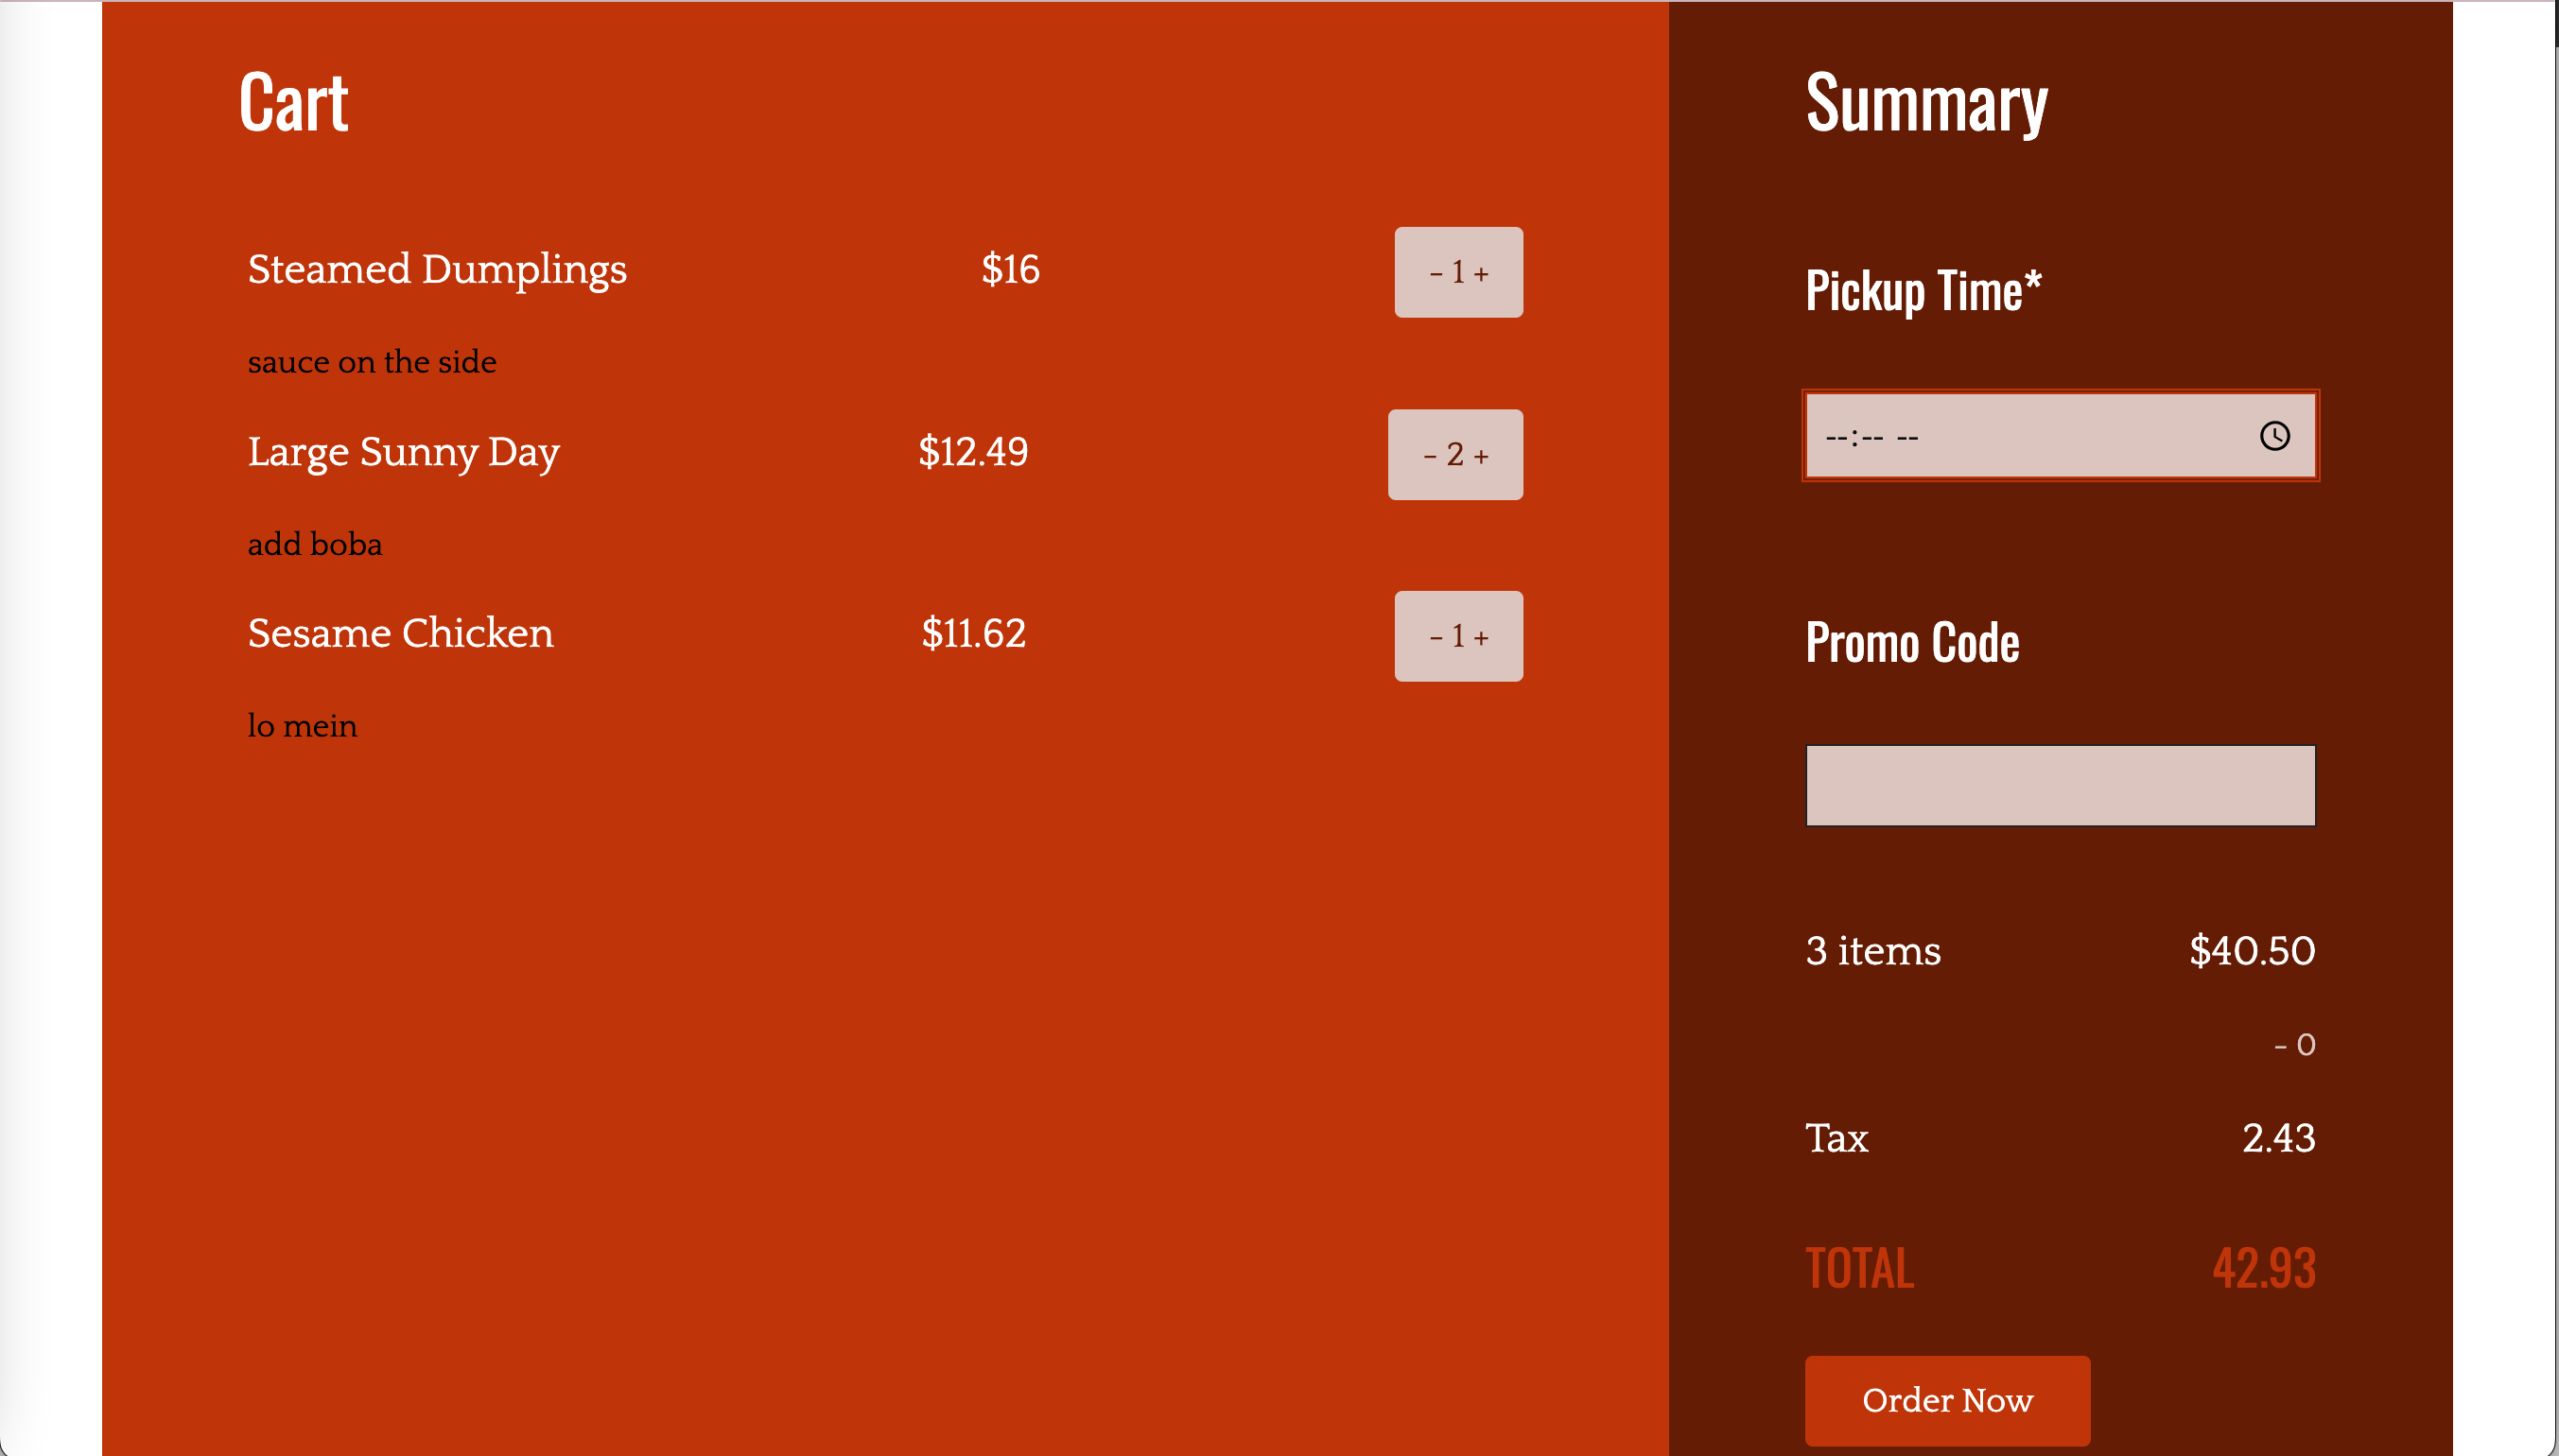 Cart
Steamed Dumplings $16 - 1 +
sauce on the side
Large Sunny Day $12.49 - 2 +
add boba
Sesame Chicken $11.62 - 1 +
lo mein
Summary
Pickup Time*
--:-- --
Promo Code
3 items $40.50
- 0
Tax 2.43
TOTAL 42.93
Order Now